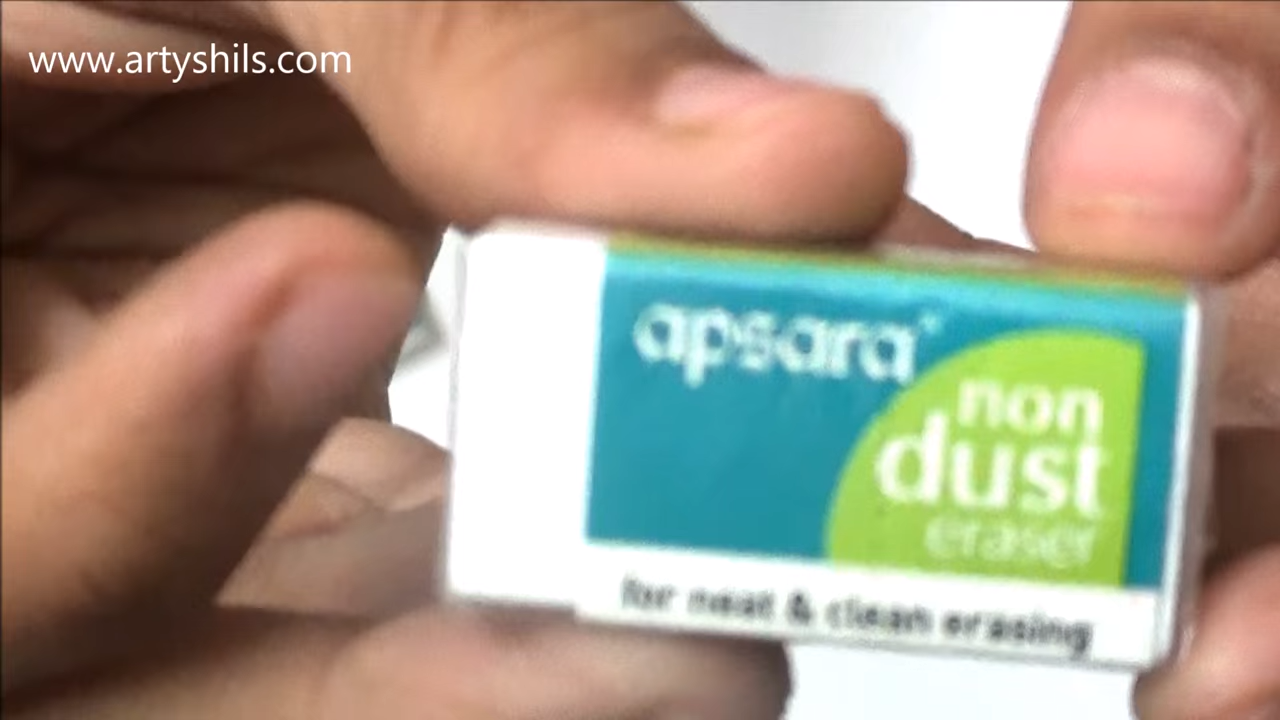 www.artyshils.com
apsara
non
dust
eraser
for neat & clean erasing